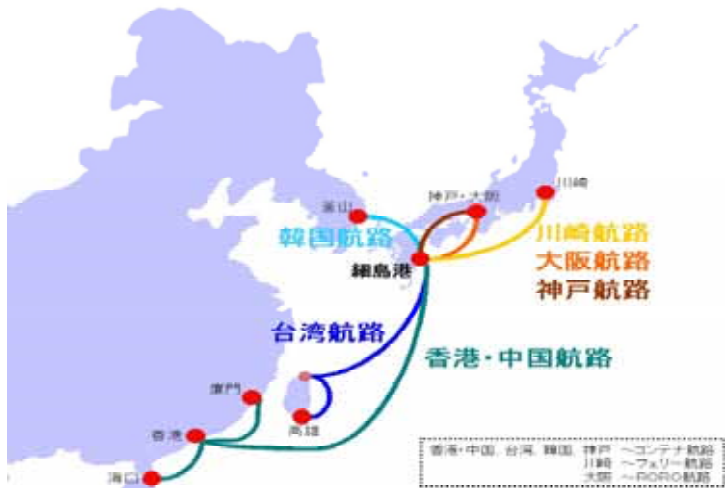 川崎
神戸・大阪
釜山
韓国航路
川崎航路
大阪航路
神戸航路
細島港
台湾航路
香港・中国航路
廈門
高雄
香港
海口
香港・中国、台湾、韓国、神戸 ～コンテナ航路
川崎 ～フェリー航路
大阪 ～RORO航路